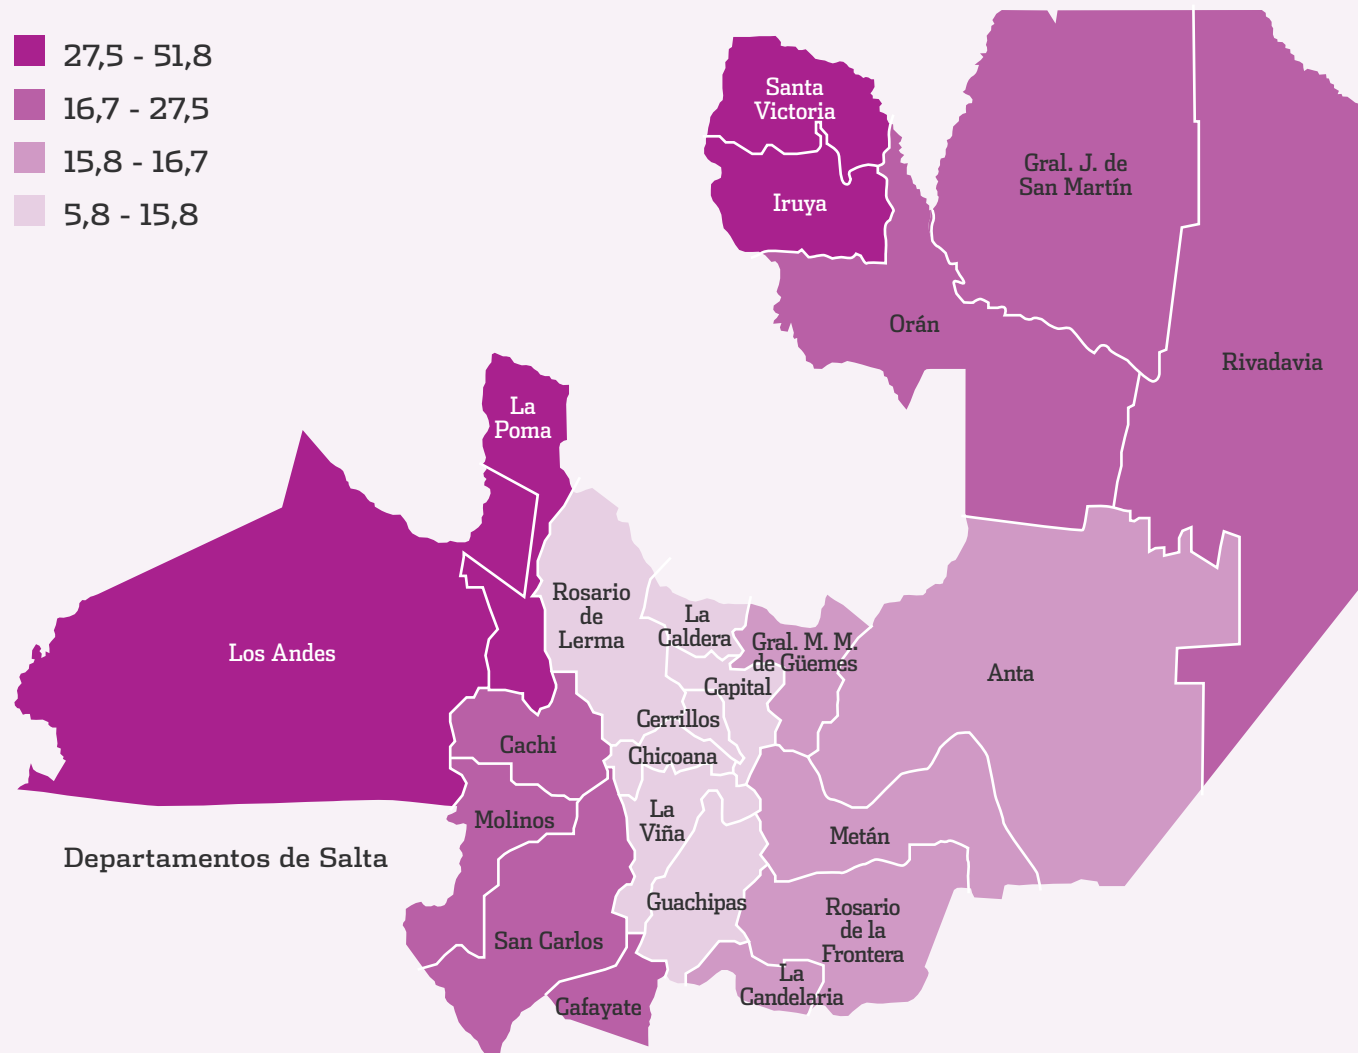 27,5 - 51,8
16,7 - 27,5
15,8 - 16,7
5,8 - 15,8
Santa
Victoria
Iruya
Gral. J. de
San Martín
Orán
Rivadavia
La
Poma
Los Andes
Rosario
de
Lerma
La
Caldera
Gral. M. M.
de Güemes
Anta
Capital
Cerrillos
Cachi
Chicoana
Molinos
La
Viña
Metán
Departamentos de Salta
Guachipas
Rosario
de la
Frontera
San Carlos
La
Candelaria
Cafayate